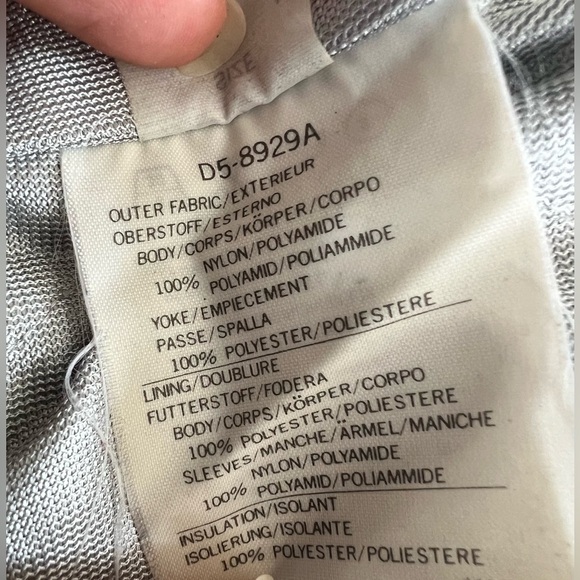 SIZE
D5-8929A
OUTER FABRIC/EXTERIEUR
OBERSTOFF/ESTERNO
BODY/CORPS/KÖRPER/CORPO
NYLON/POLYAMIDE
100% POLYAMID/POLIAMMIDE
YOKE/EMPIECEMENT
PASSE/SPALLA
100% POLYESTER/POLIESTERE
LINING/DOUBLURE
FUTTERSTOFF/FODERA
BODY/CORPS/KÖRPER/CORPO
100% POLYESTER/POLIESTERE
SLEEVES/MANCHE/ÄRMEL/MANICHE
NYLON/POLYAMIDE
100% POLYAMID/POLIAMMIDE
INSULATION/ISOLANT
ISOLIERUNG/ISOLANTE
100% POLYESTER/POLIESTERE